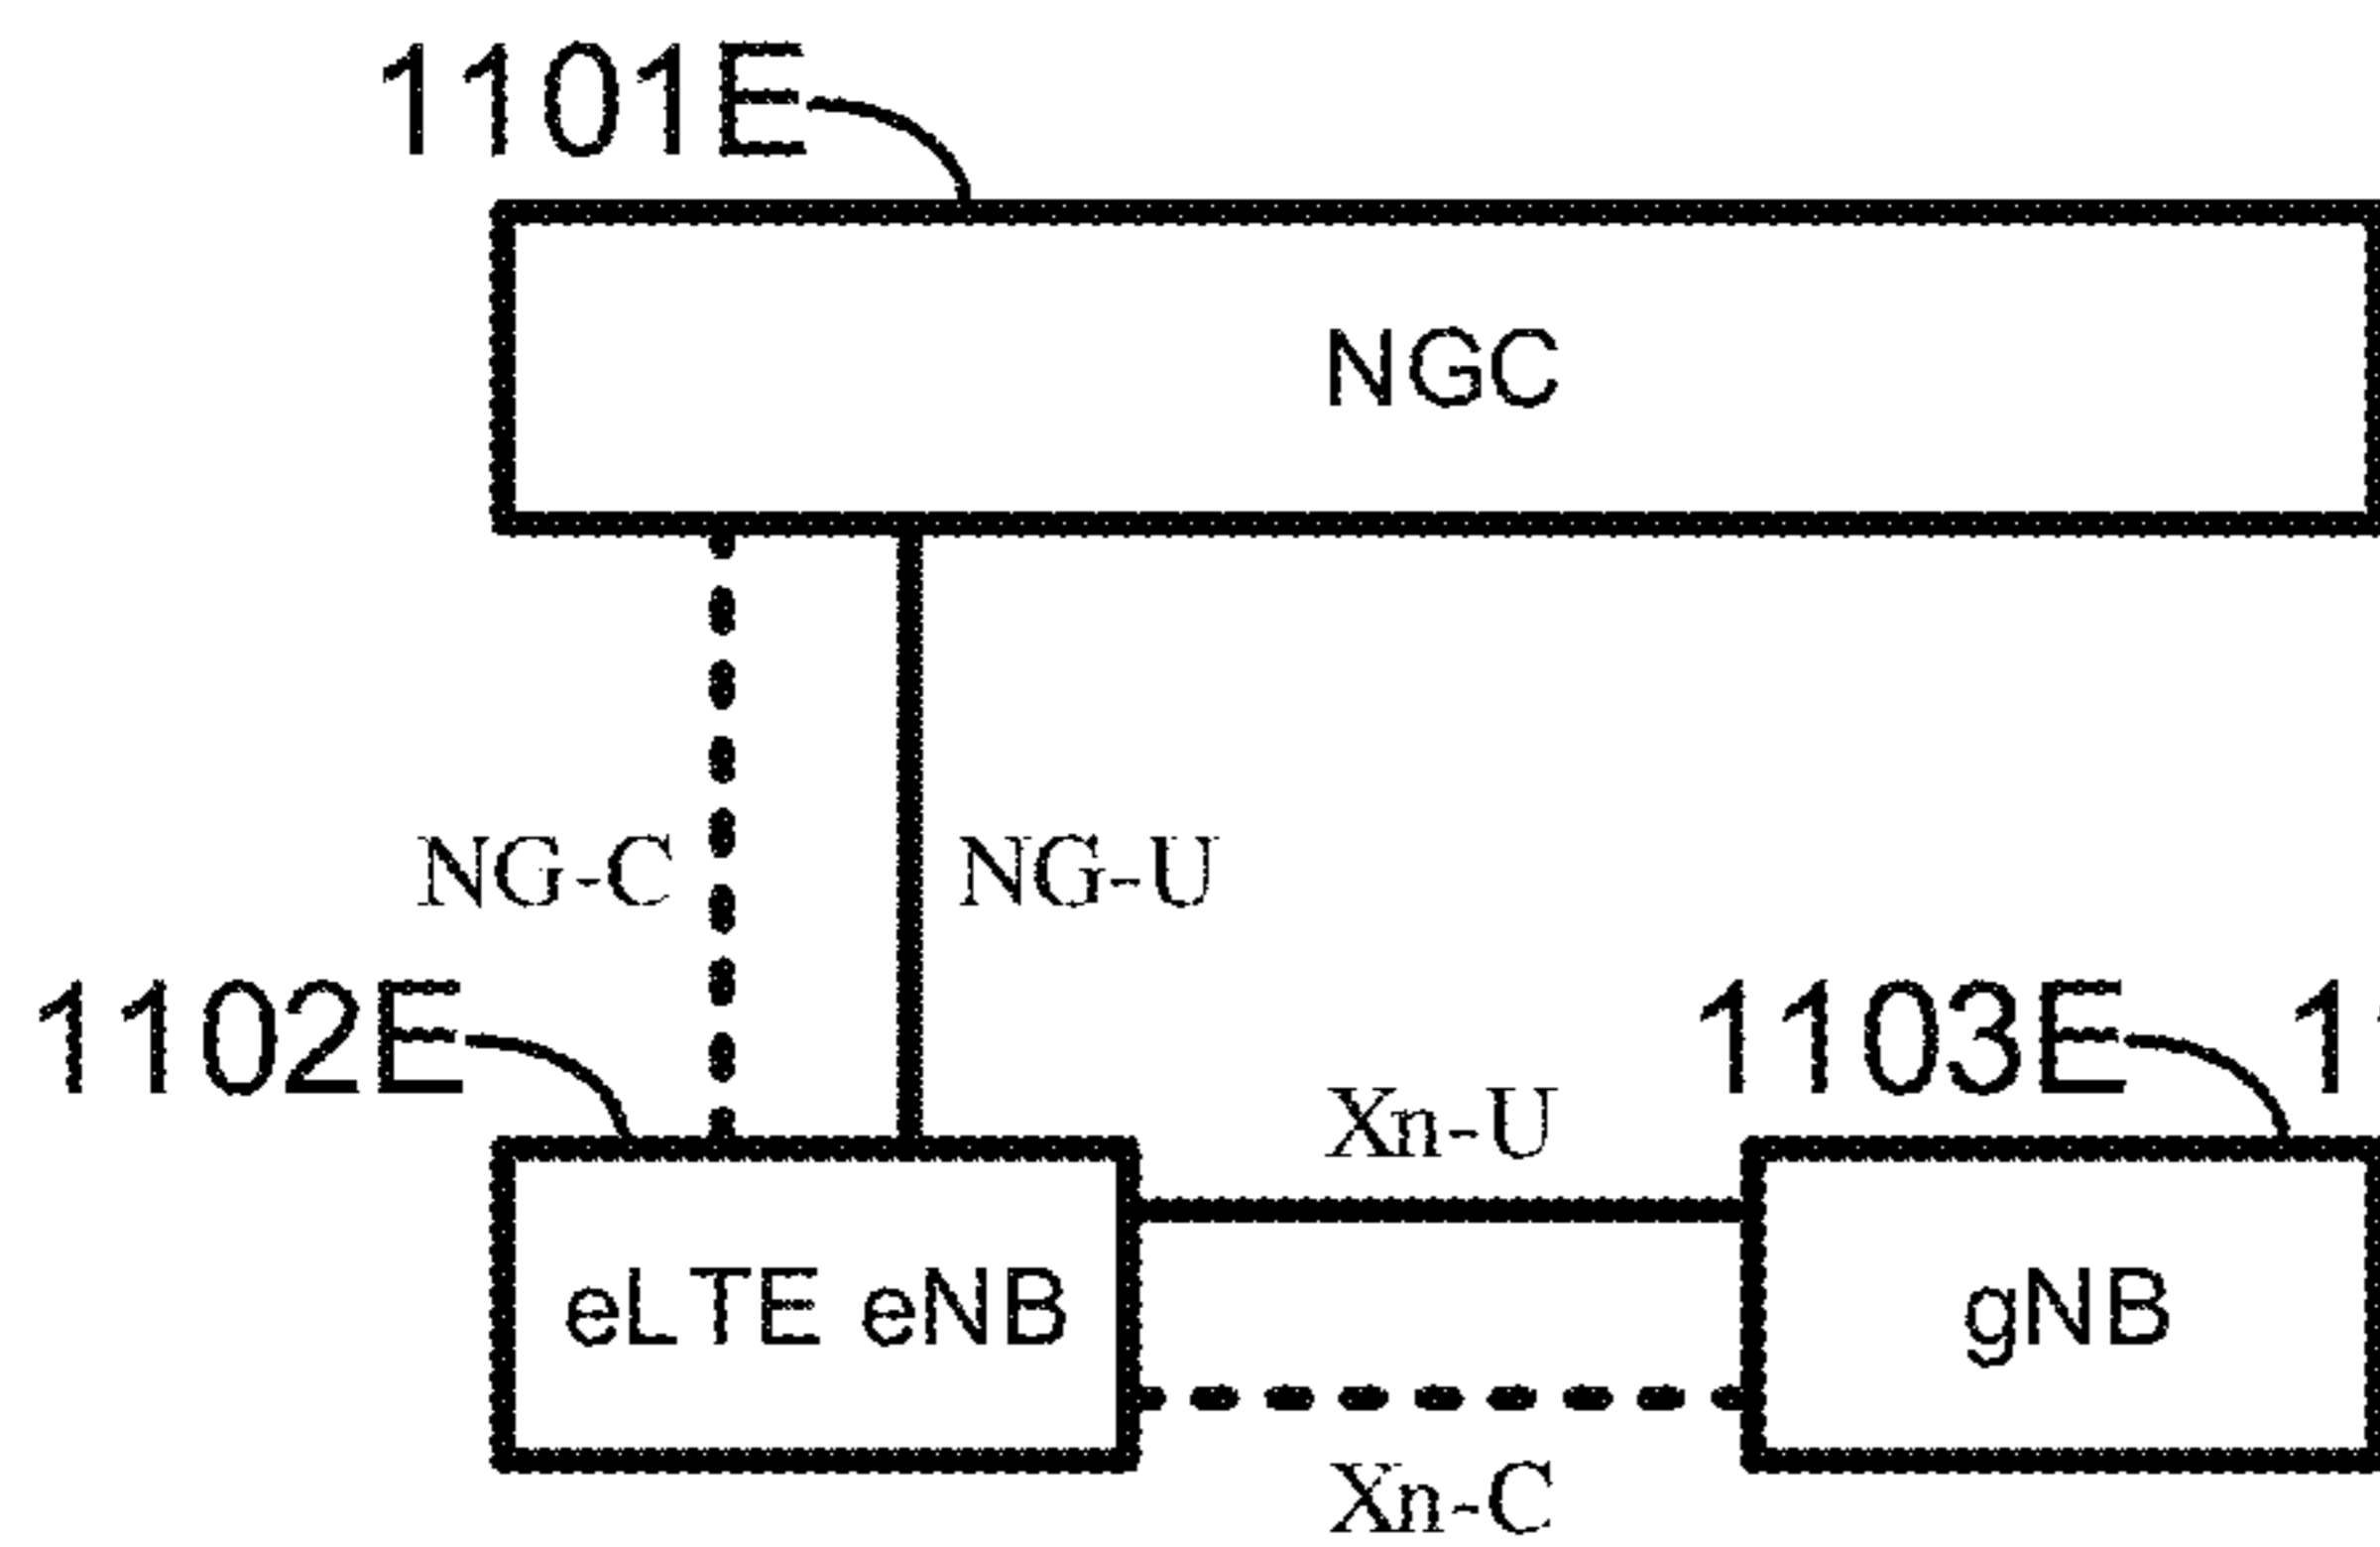 1101E
NGC
NG-C NG-U
1102E 1103E
Xn-U
eLTE eNB gNB
Xn-C